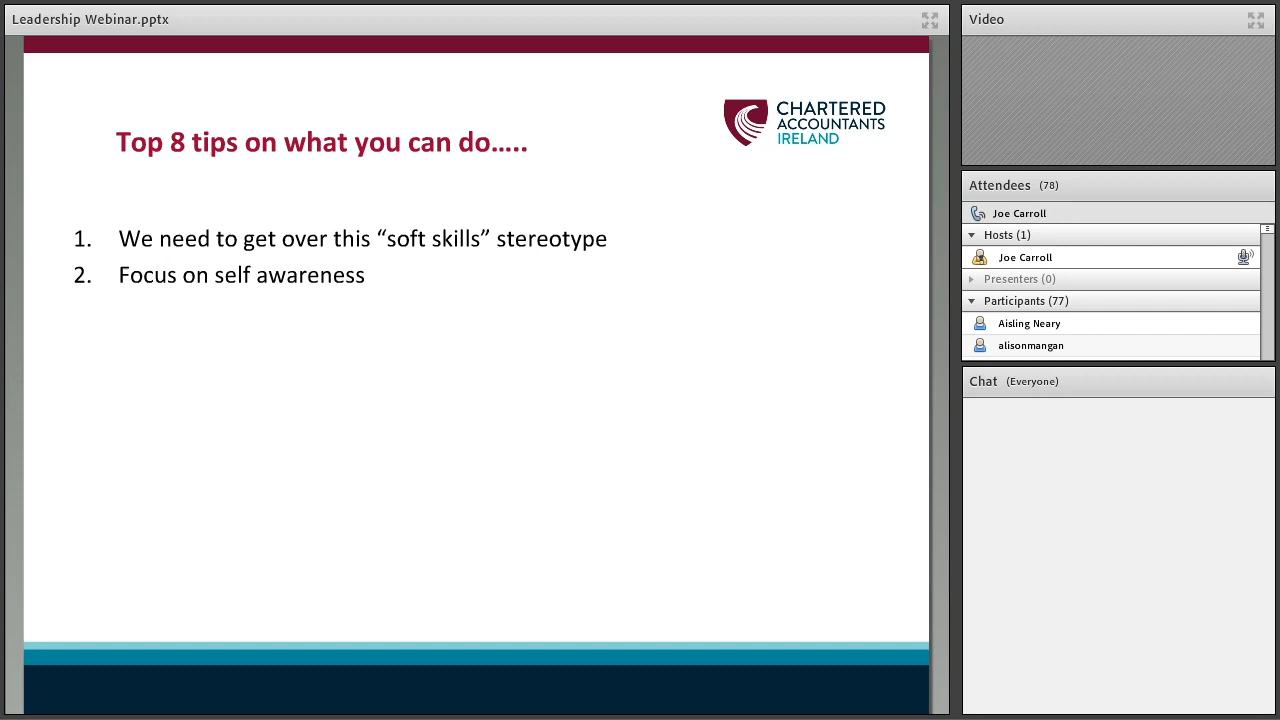 Leadership Webinar.pptx
CHARTERED
ACCOUNTANTS
IRELAND
Top 8 tips on what you can do.....
1. We need to get over this “soft skills” stereotype
2. Focus on self awareness
Video
Attendees (78)
Joe Carroll
Hosts (1)
Joe Carroll
Presenters (0)
Participants (77)
Aisling Neary
alisonmangan
Chat (Everyone)